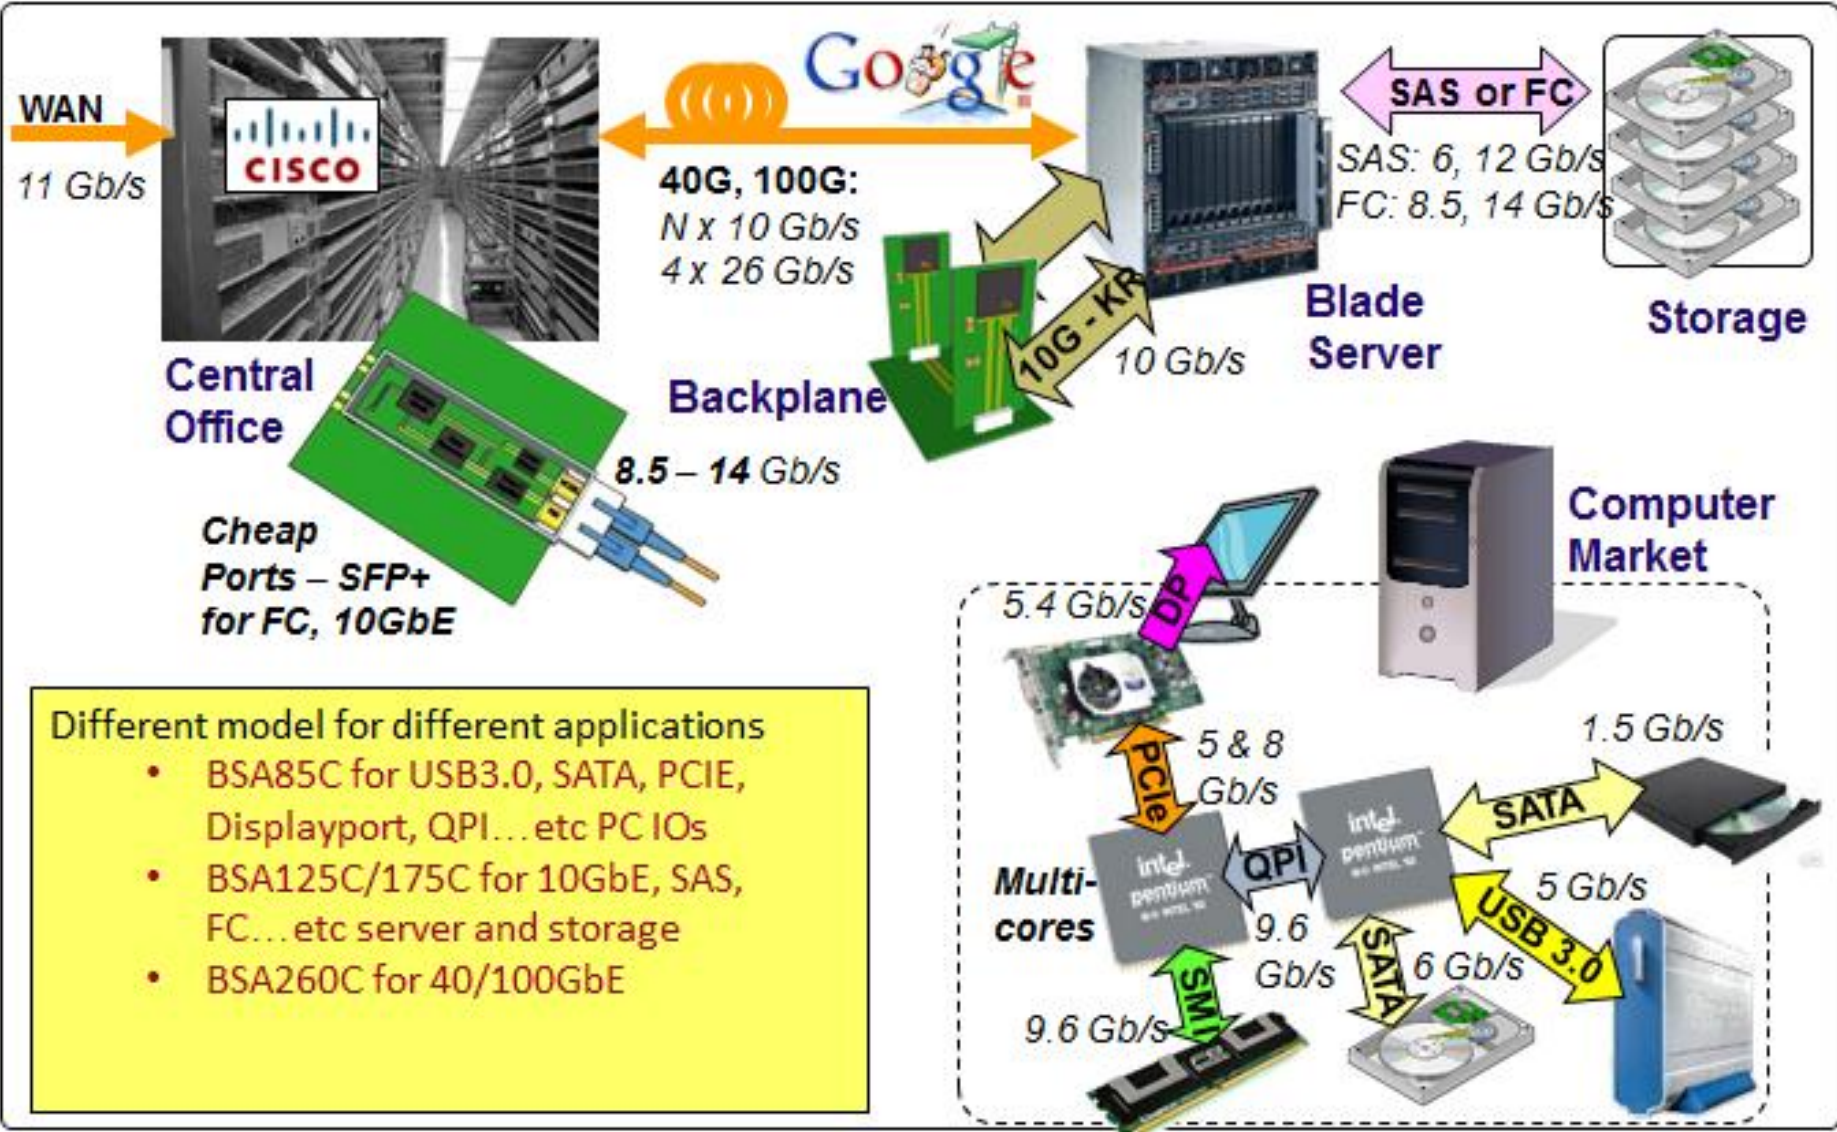 WAN
11 Gb/s
CISCO
Google
40G, 100G:
N x 10 Gb/s
4 x 26 Gb/s
SAS or FC
SAS: 6, 12 Gb/s
FC: 8.5, 14 Gb/s
Blade
Server
Storage
10G - KR
10 Gb/s
Central
Office
Backplane
8.5 – 14 Gb/s
Cheap
Ports – SFP+
for FC, 10GbE
Computer
Market
5.4 Gb/s
DP
PCIe
5 & 8
Gb/s
1.5 Gb/s
SATA
intel.
pentium
intel.
pentium
QPI
Multi-
cores
9.6
Gb/s
5 Gb/s
USB 3.0
SATA
6 Gb/s
SMI
9.6 Gb/s
Different model for different applications
• BSA85C for USB3.0, SATA, PCIE,
Displayport, QPI...etc PC IOs
• BSA125C/175C for 10GbE, SAS,
FC...etc server and storage
• BSA260C for 40/100GbE